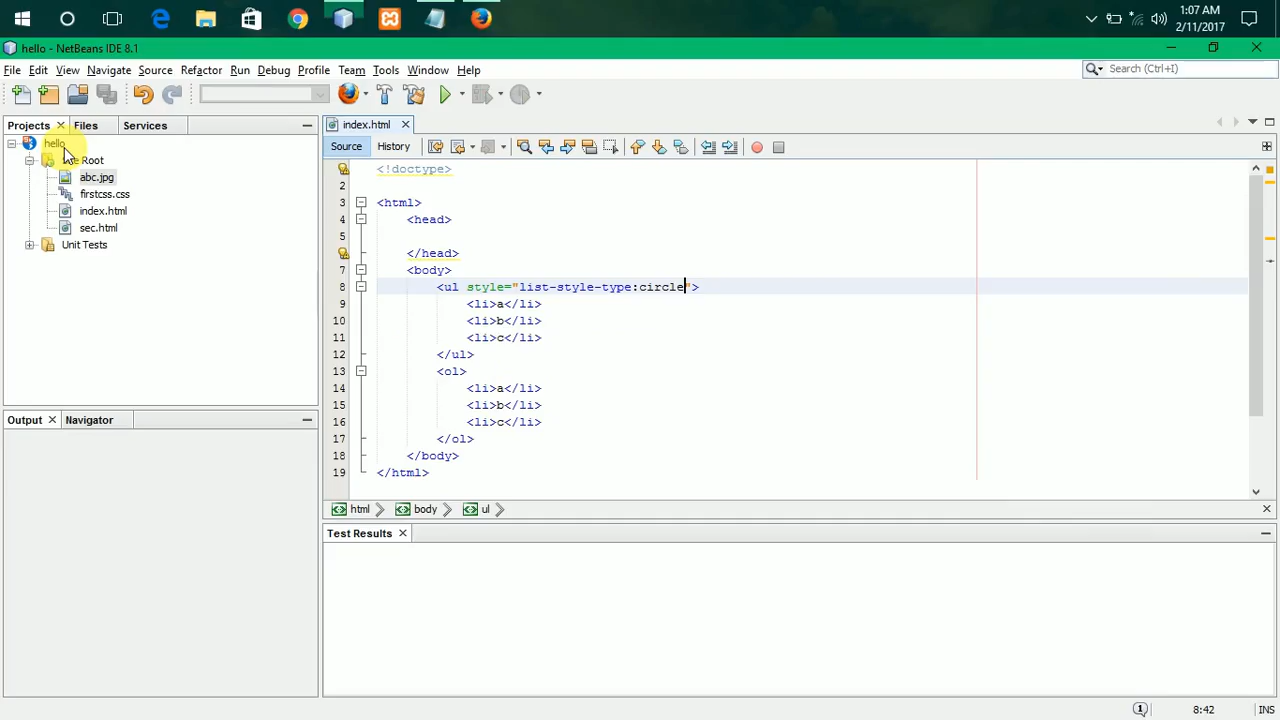 1:07 AM
2/11/2017
hello - NetBeans IDE 8.1
File Edit View Navigate Source Refactor Run Debug Profile Team Tools Window Help
Search (Ctrl+I)
Projects Files Services
index.html
hello
Source History
Root
abc.jpg
firstcss.css
index.html
sec.html
Unit Tests
<!doctype>
2
3 <html>
4 <head>
5
</head>
7 <body>
8 <ul style="list-style-type:circle">
9 <li>a</li>
10 <li>b</li>
11 <li>c</li>
12 </ul>
13 <ol>
14 <li>a</li>
15 <li>b</li>
16 <li>c</li>
17 </ol>
18 </body>
19 </html>
Output Navigator
html body ul
Test Results
8:42 INS